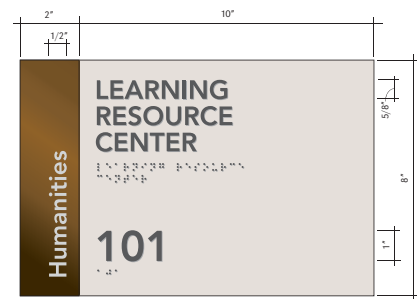 2"
10"
1/2"
Humanities
LEARNING
RESOURCE
CENTER
⠇⠑⠁⠗⠝⠊⠝⠛ ⠗⠑⠎⠕⠥⠗⠉⠑
⠉⠑⠝⠞⠑⠗
101
5/8"
8"
1"